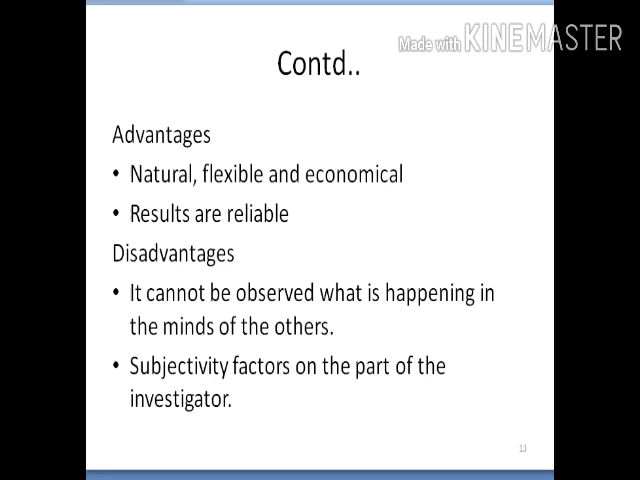 Made with KINEMASTER
Contd..
Advantages
• Natural, flexible and economical
• Results are reliable
Disadvantages
• It cannot be observed what is happening in
the minds of the others.
• Subjectivity factors on the part of the
investigator.
13